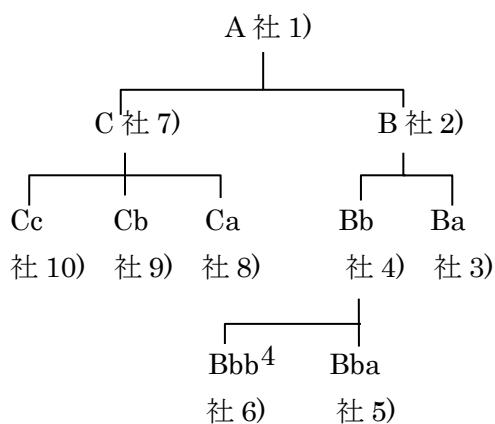 A 社 1)
C 社 7) B 社 2)
Cc Cb Ca Bb Ba
社 10) 社 9) 社 8) 社 4) 社 3)
Bbb4 Bba
社 6) 社 5)